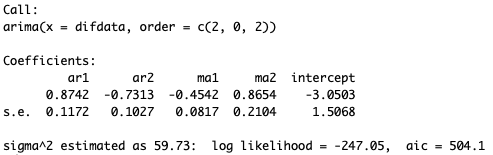 Call:
arima(x = difdata, order = c(2, 0, 2))
Coefficients:
ar1 ar2 ma1 ma2 intercept
0.8742 -0.7313 -0.4542 0.8654 -3.0503
s.e. 0.1172 0.1027 0.0817 0.2104 1.5068
sigma^2 estimated as 59.73: log likelihood = -247.05, aic = 504.1